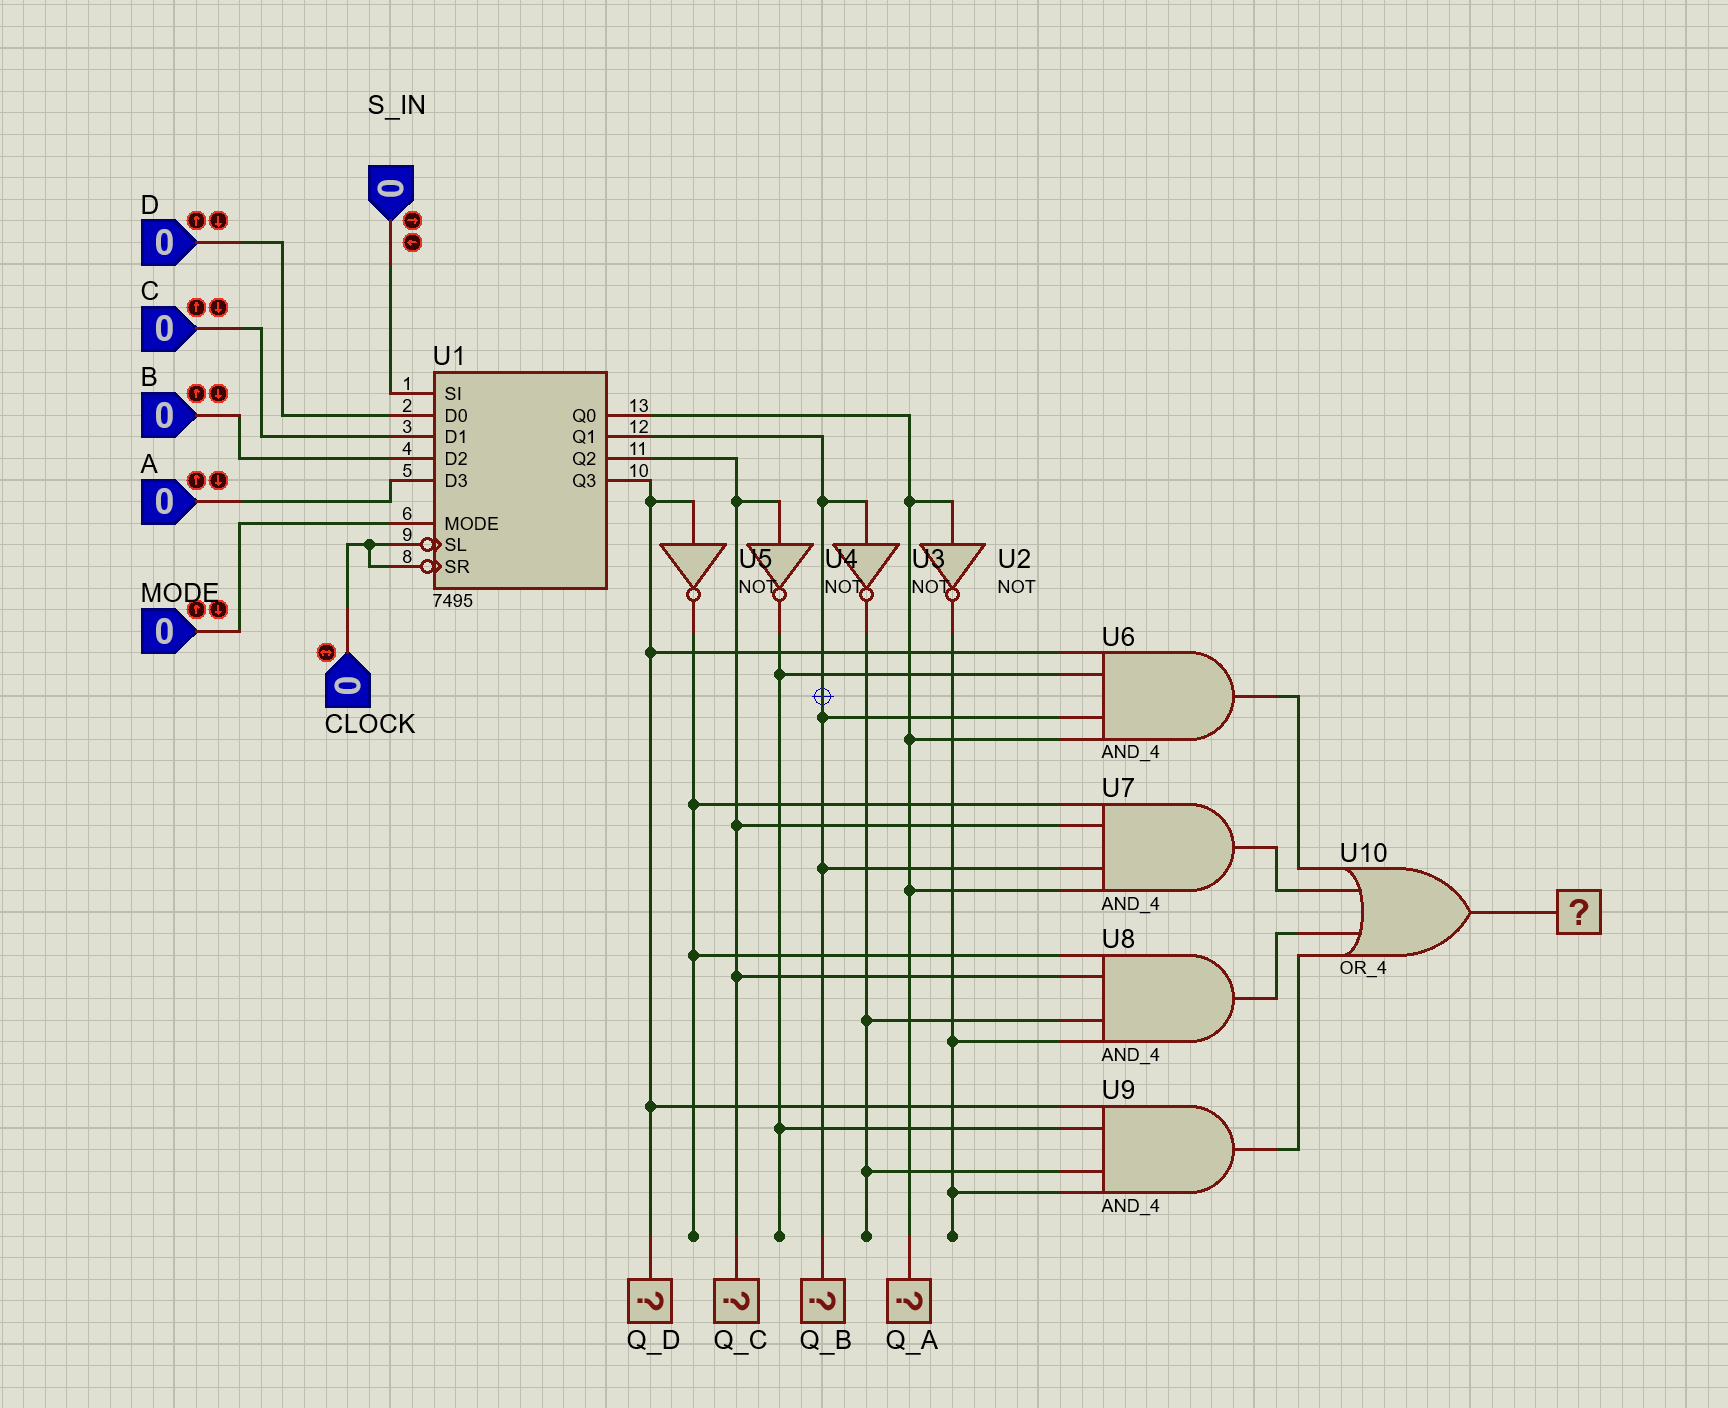 S_IN
0
D
0
C
0
B
0
A
0
MODE
0
0
CLOCK
U1
1 SI
2 D0
3 D1
4 D2
5 D3
6 MODE
9 SL
8 SR
Q0 13
Q1 12
Q2 11
Q3 10
7495
U5
NOT
U4
NOT
U3
NOT
U2
NOT
U6
AND_4
U7
AND_4
U8
AND_4
U9
AND_4
U10
OR_4
?
? ? ? ?
Q_D Q_C Q_B Q_A